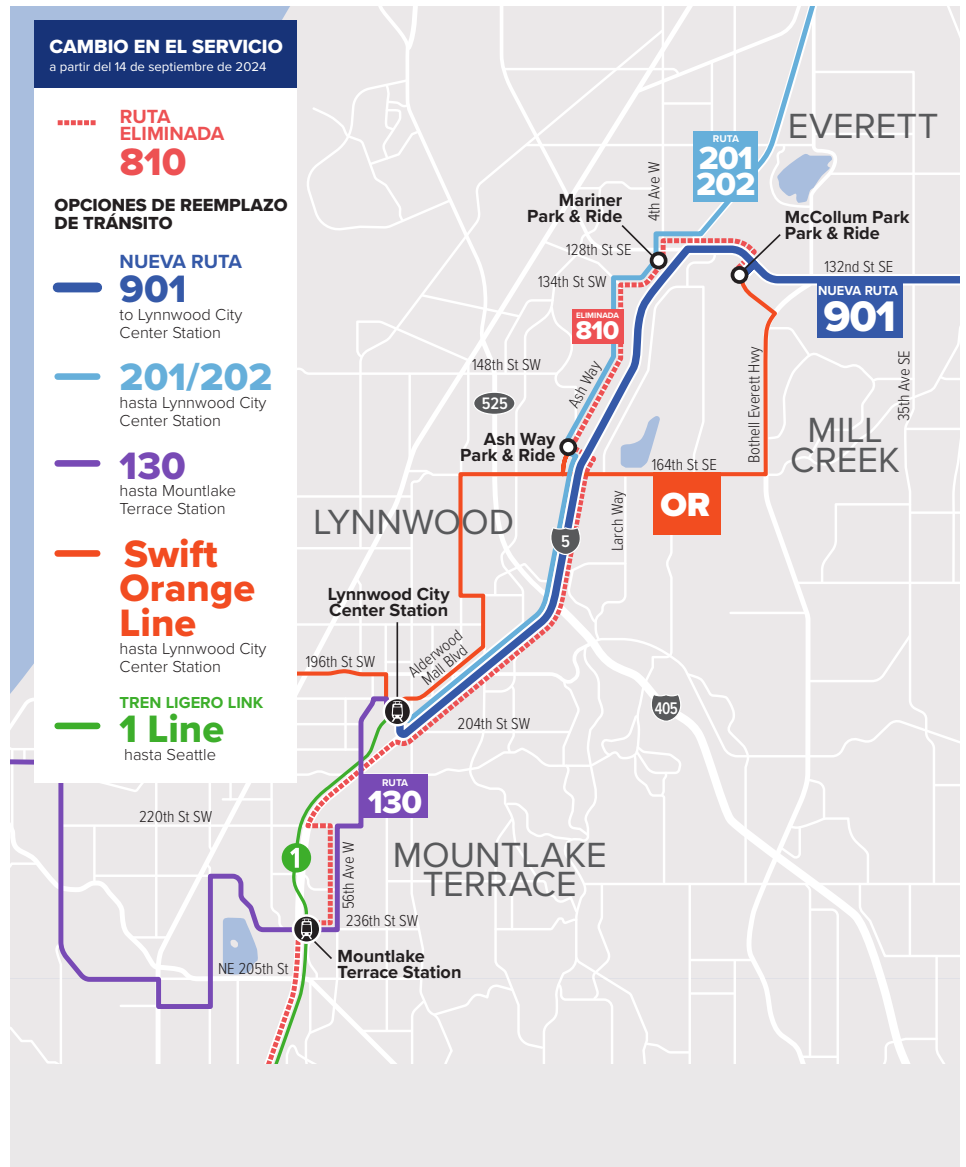 CAMBIO EN EL SERVICIO
a partir del 14 de septiembre de 2024
RUTA
ELIMINADA
810
OPCIONES DE REEMPLAZO
DE TRÁNSITO
NUEVA RUTA
901
to Lynnwood City
Center Station
201/202
hasta Lynnwood City
Center Station
130
hasta Mountlake
Terrace Station
Swift
Orange
Line
hasta Lynnwood City
Center Station
TREN LIGERO LINK
1 Line
hasta Seattle
EVERETT
RUTA
201
202
4th Ave W
Mariner
Park & Ride
McCollum Park
Park & Ride
128th St SE
132nd St SE
134th St SW
NUEVA RUTA
901
ELIMINADA
810
148th St SW
Ash Way
Bothell Everett Hwy
35th Ave SE
525
MILL
CREEK
Ash Way
Park & Ride
164th St SE
OR
LYNNWOOD
Larch Way
5
Lynnwood City
Center Station
Alderwood
Mall Blvd
196th St SW
405
204th St SW
RUTA
130
220th St SW
MOUNTLAKE
TERRACE
1
56th Ave W
236th St SW
Mountlake
Terrace Station
NE 205th St